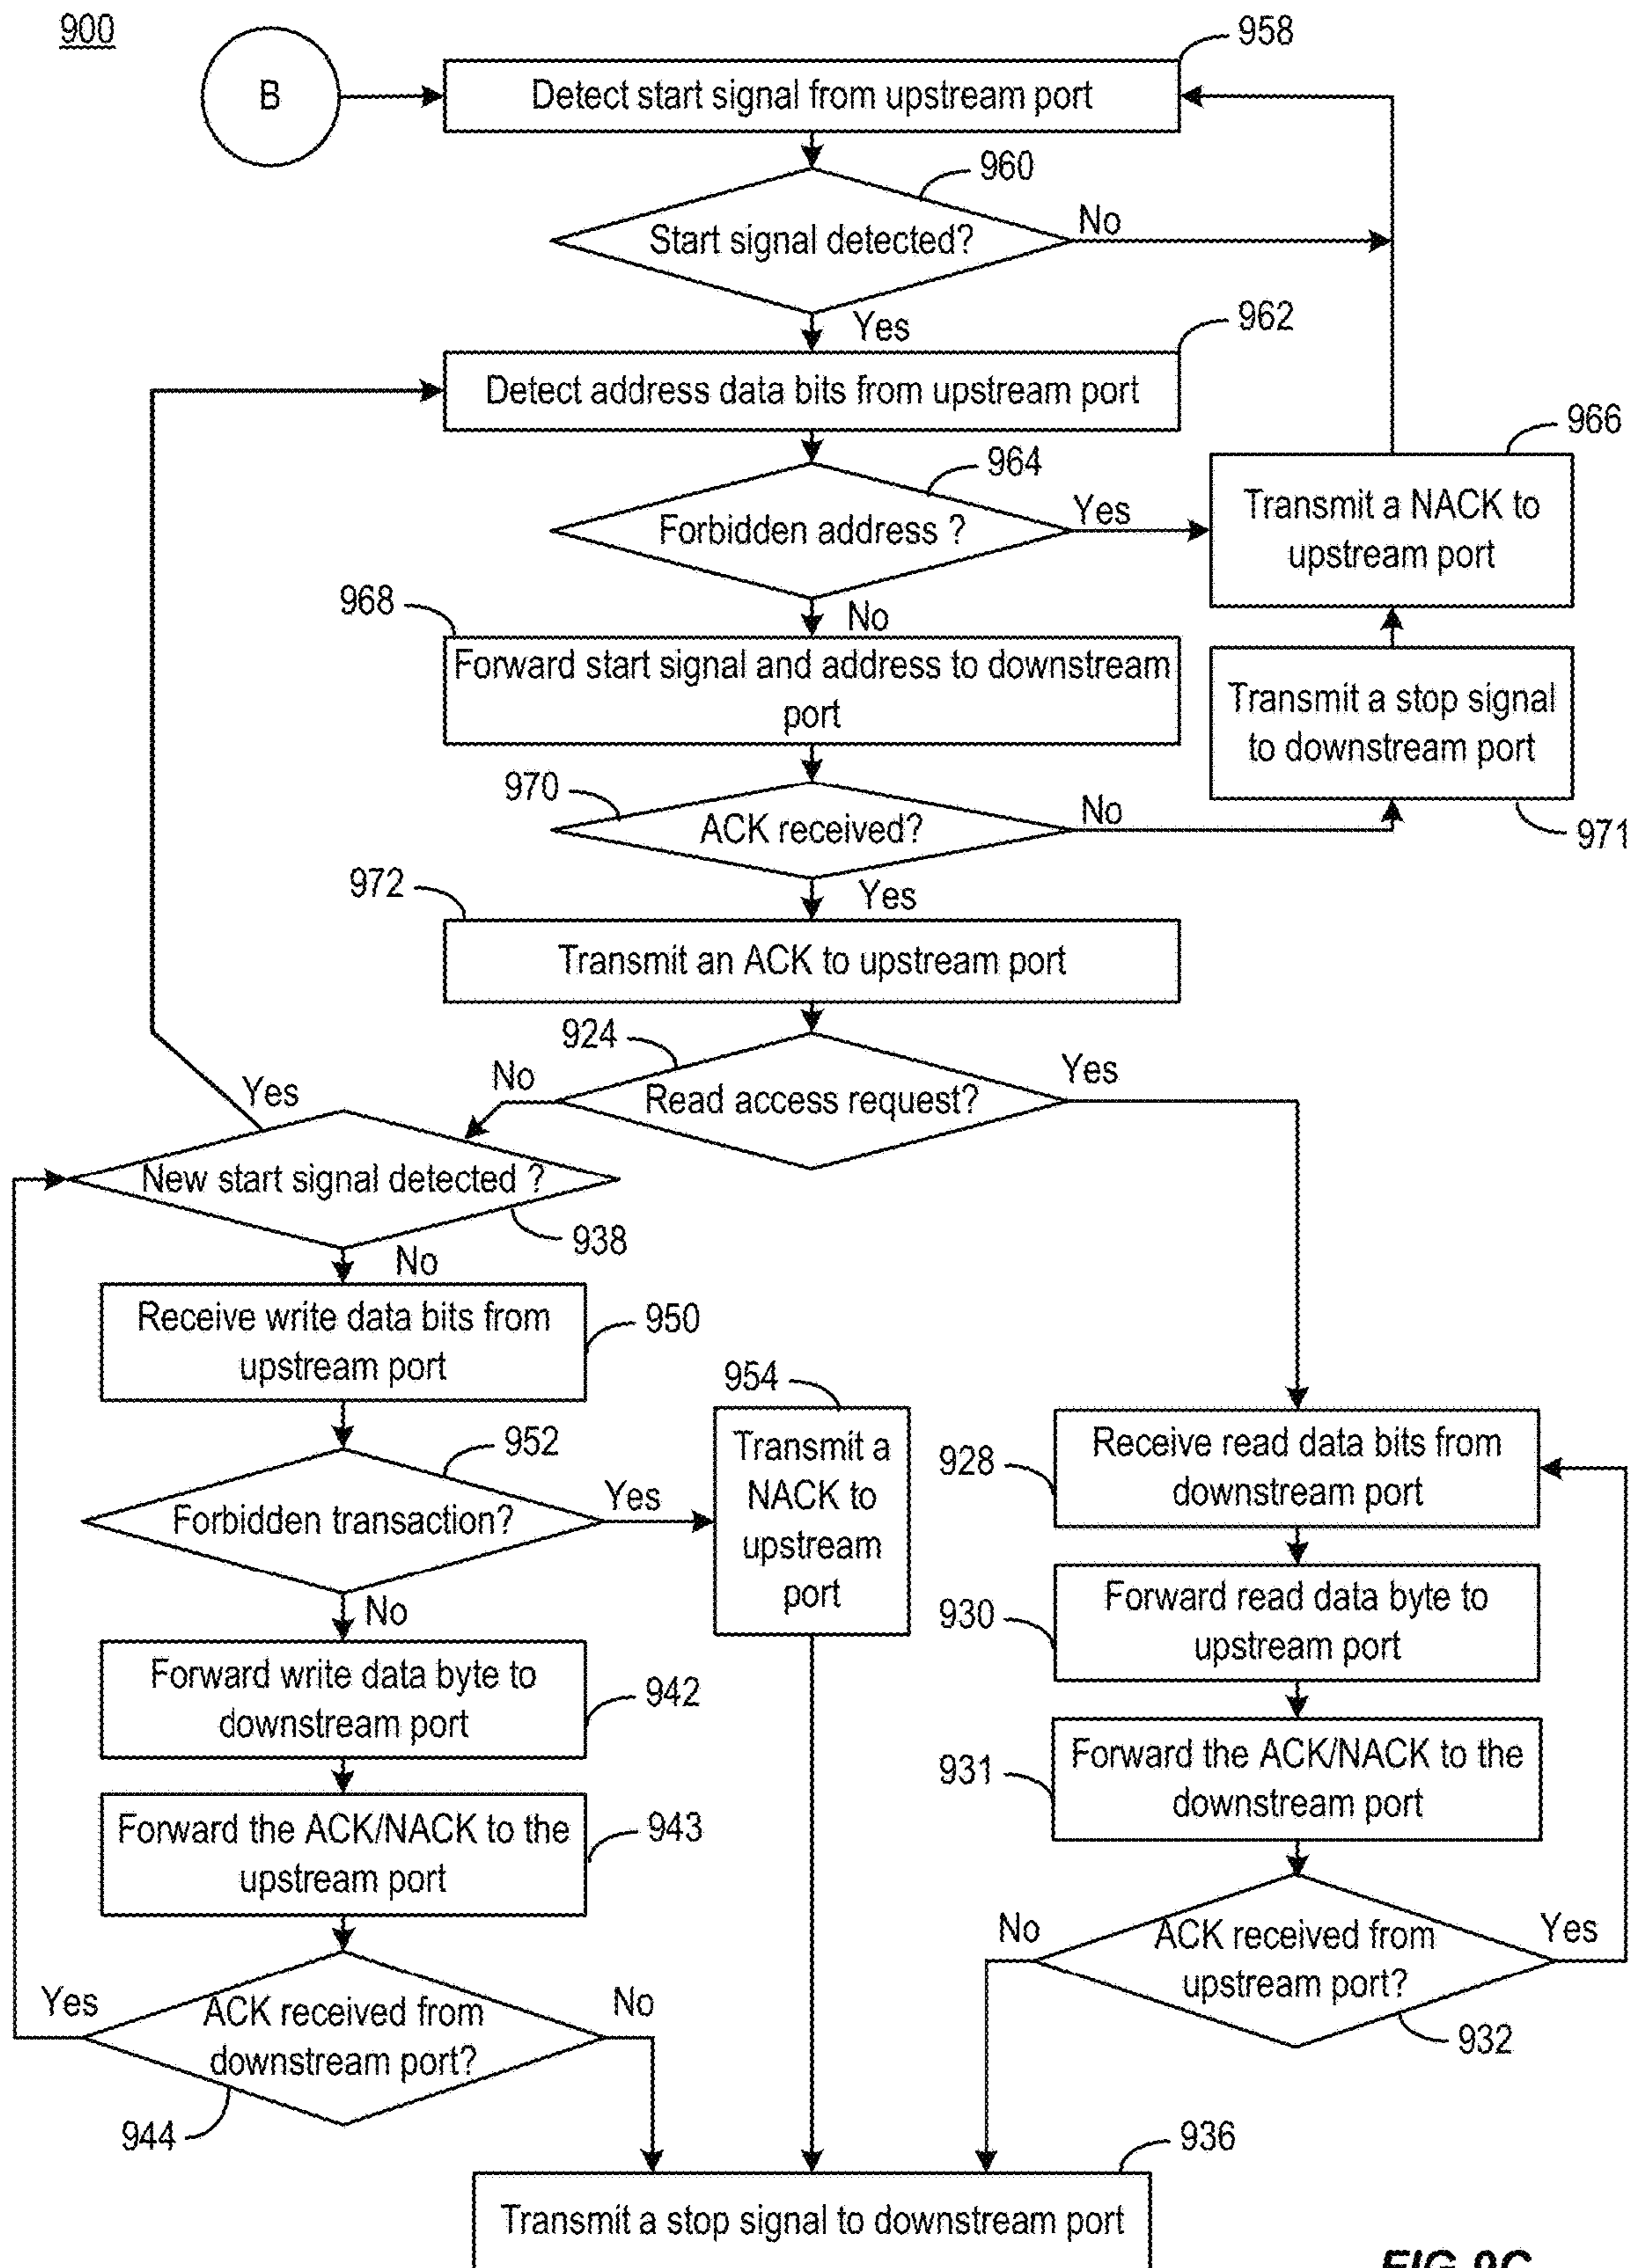 900
B
958
Detect start signal from upstream port
960
Start signal detected?
No
Yes
962
Detect address data bits from upstream port
964
Forbidden address ?
Yes
966
Transmit a NACK to
upstream port
No
968
Forward start signal and address to downstream
port
Transmit a stop signal
to downstream port
971
970
ACK received?
No
Yes
972
Transmit an ACK to upstream port
924
Read access request?
No
Yes
Yes
New start signal detected ?
938
No
Receive write data bits from
upstream port
950
952
Forbidden transaction?
Yes
954
Transmit a
NACK to
upstream
port
No
Forward write data byte to
downstream port
942
Forward the ACK/NACK to the
upstream port
943
Yes
ACK received from
downstream port?
No
944
928
Receive read data bits from
downstream port
930
Forward read data byte to
upstream port
931
Forward the ACK/NACK to the
downstream port
No
ACK received from
upstream port?
Yes
932
936
Transmit a stop signal to downstream port
FIG 9C